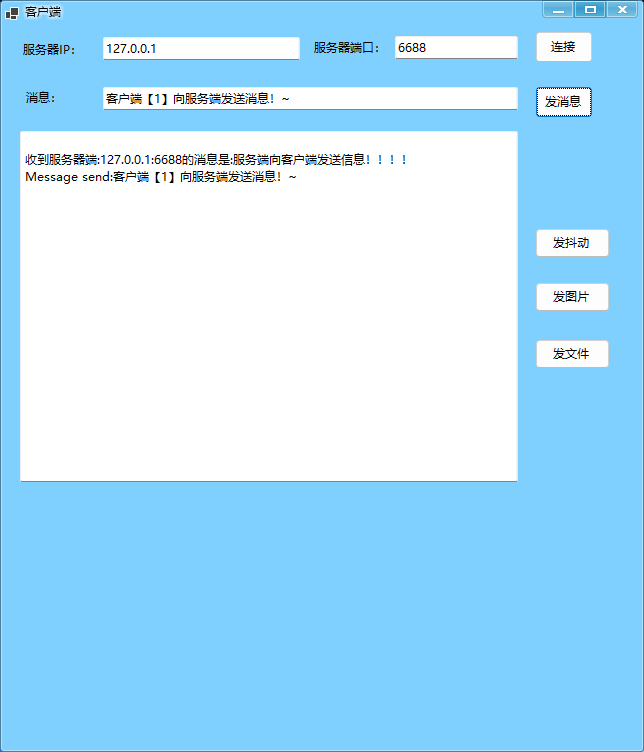 客户端
服务器IP： 127.0.0.1 服务器端口： 6688 连接
消息： 客户端【1】向服务端发送消息！~ 发消息
收到服务器端:127.0.0.1:6688的消息是:服务端向客户端发送信息！！！！
Message send:客户端【1】向服务端发送消息！~
发抖动
发图片
发文件